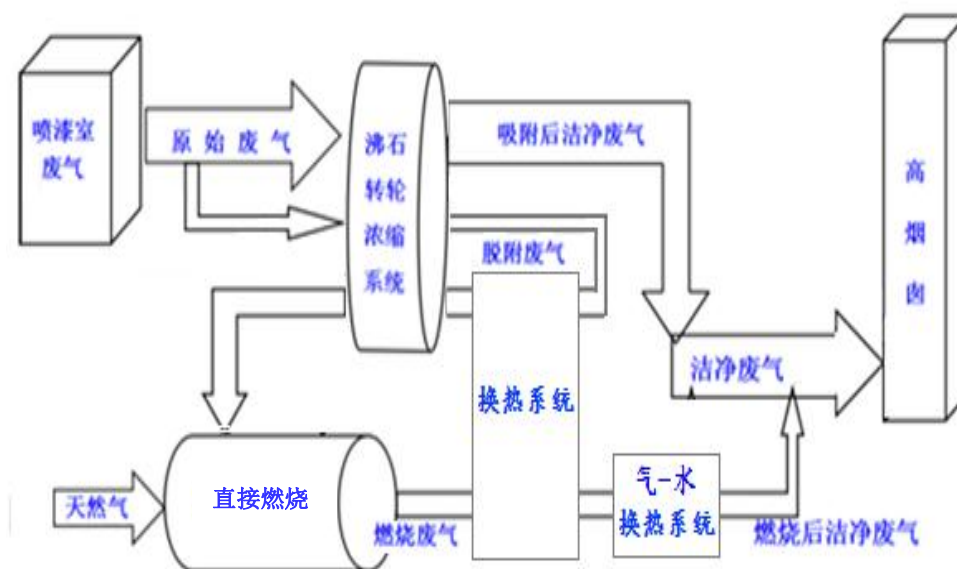 喷漆室
废气
原始废气
沸石
转轮
浓缩
系统
吸附后洁净废气
脱附废气
高
烟
囱
洁净废气
换热系统
天然气
直接燃烧
燃烧废气
气-水
换热系统
燃烧后洁净废气